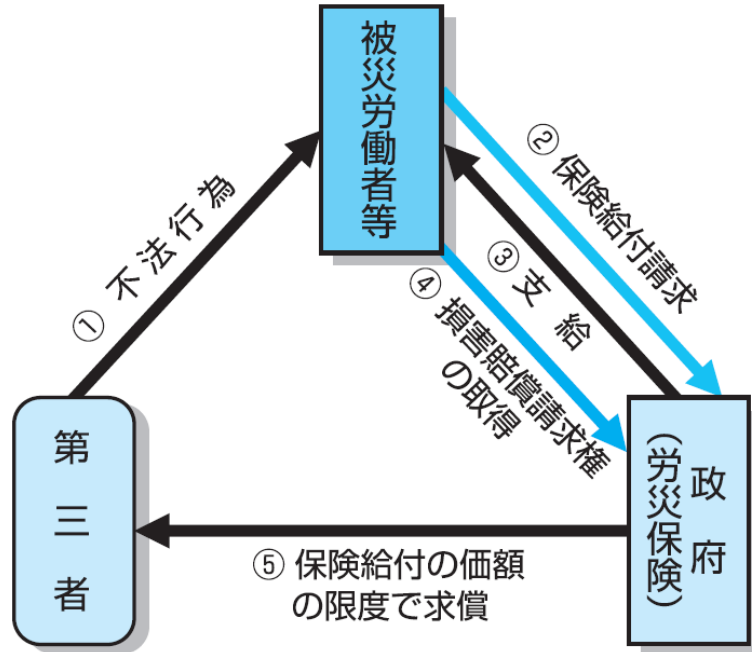 被災労働者等
① 不法行為
② 保険給付請求
③ 支給
④ 損害賠償請求権
の取得
第三者
政府
(労災保険)
⑤ 保険給付の価額
の限度で求償